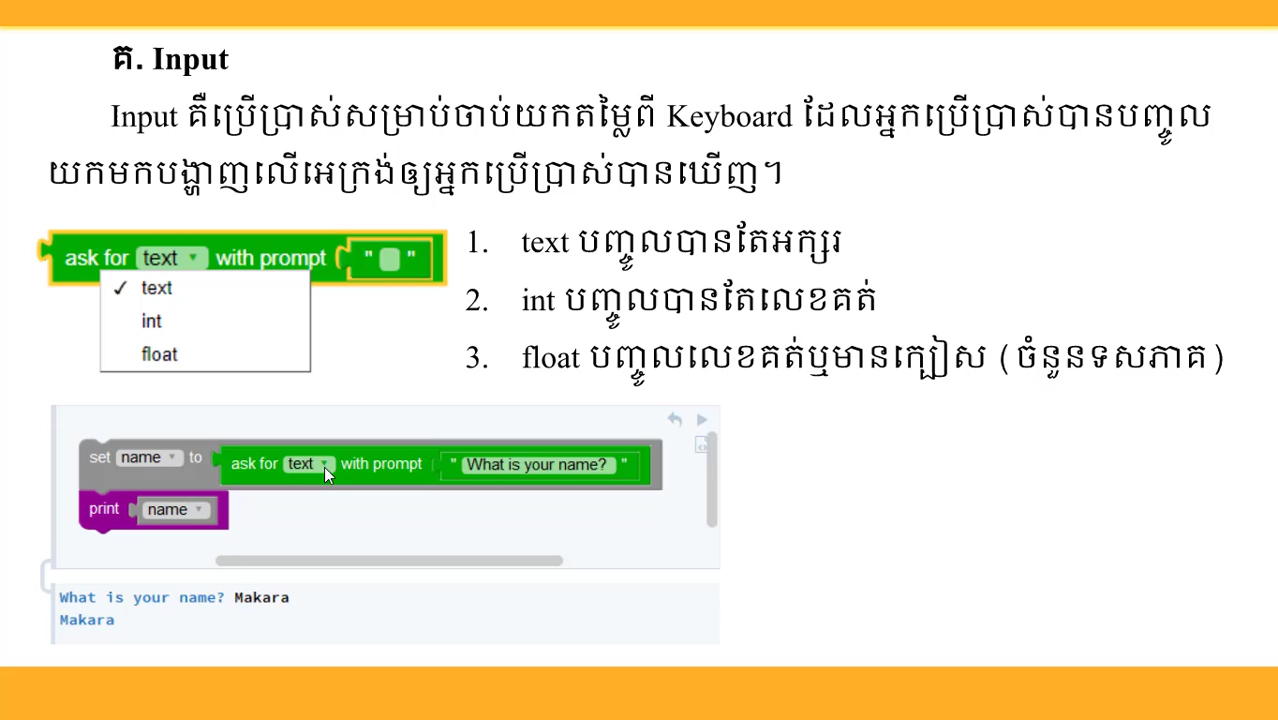 គ. Input
Input គឺប្រើប្រាស់សម្រាប់ចាប់យកតម្លៃពី Keyboard ដែលអ្នកប្រើប្រាស់បានបញ្ចូល
យកមកបង្ហាញលើអេក្រង់ឲ្យអ្នកប្រើប្រាស់បានឃើញ។
ask for text with prompt " "
✓ text
int
float
1. text បញ្ចូលបានតែអក្សរ
2. int បញ្ចូលបានតែលេខគត់
3. float បញ្ចូលលេខគត់ឬមានក្បៀស (ចំនួនទសភាគ)
set name to ask for text with prompt " What is your name? "
print name
What is your name? Makara
Makara